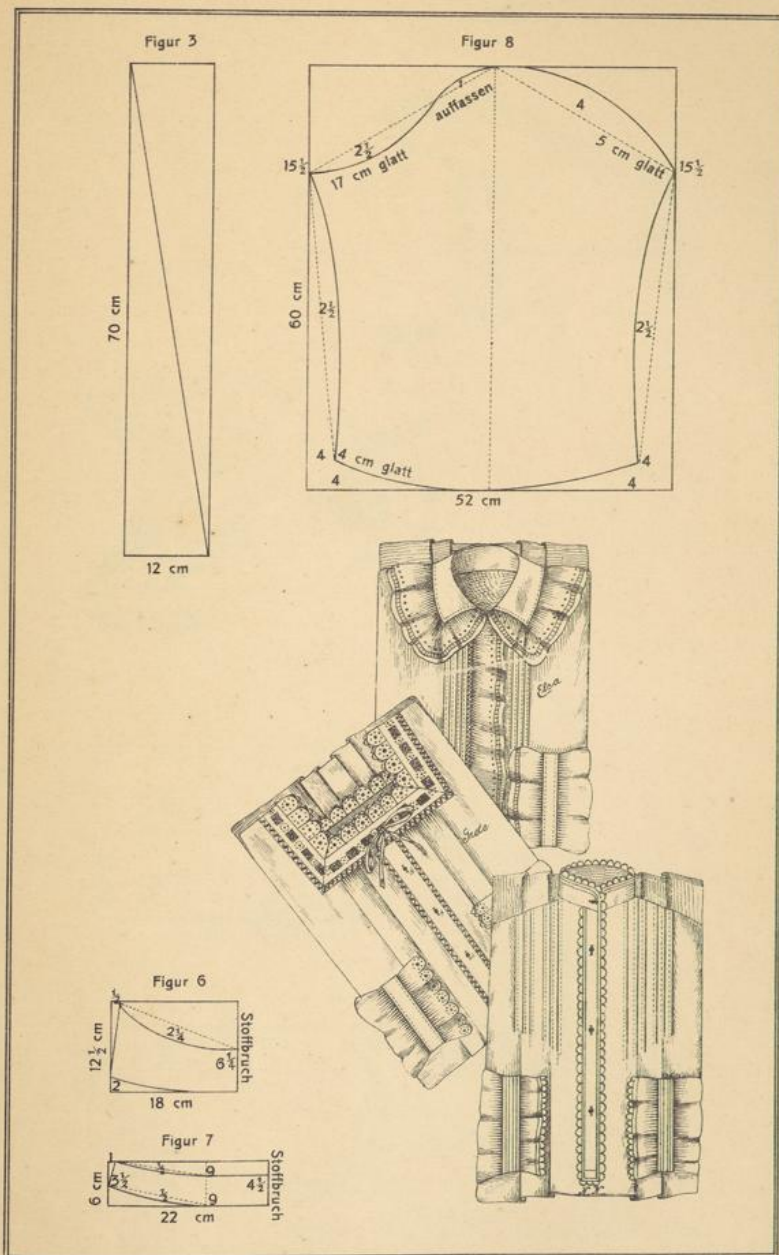 Figur 3
70 cm
12 cm
Figur 8
1
auffassen
4
5 cm glatt
15½
2½
17 cm glatt
15½
60 cm
2½
2½
4
4 cm glatt
4
4
4
52 cm
Elsa
Figur 6
½
2¼
12½ cm
6¼
Stoffbruch
2
18 cm
Figur 7
1
½
9
3½
4½
6 cm
½
9
22 cm
Stoffbruch